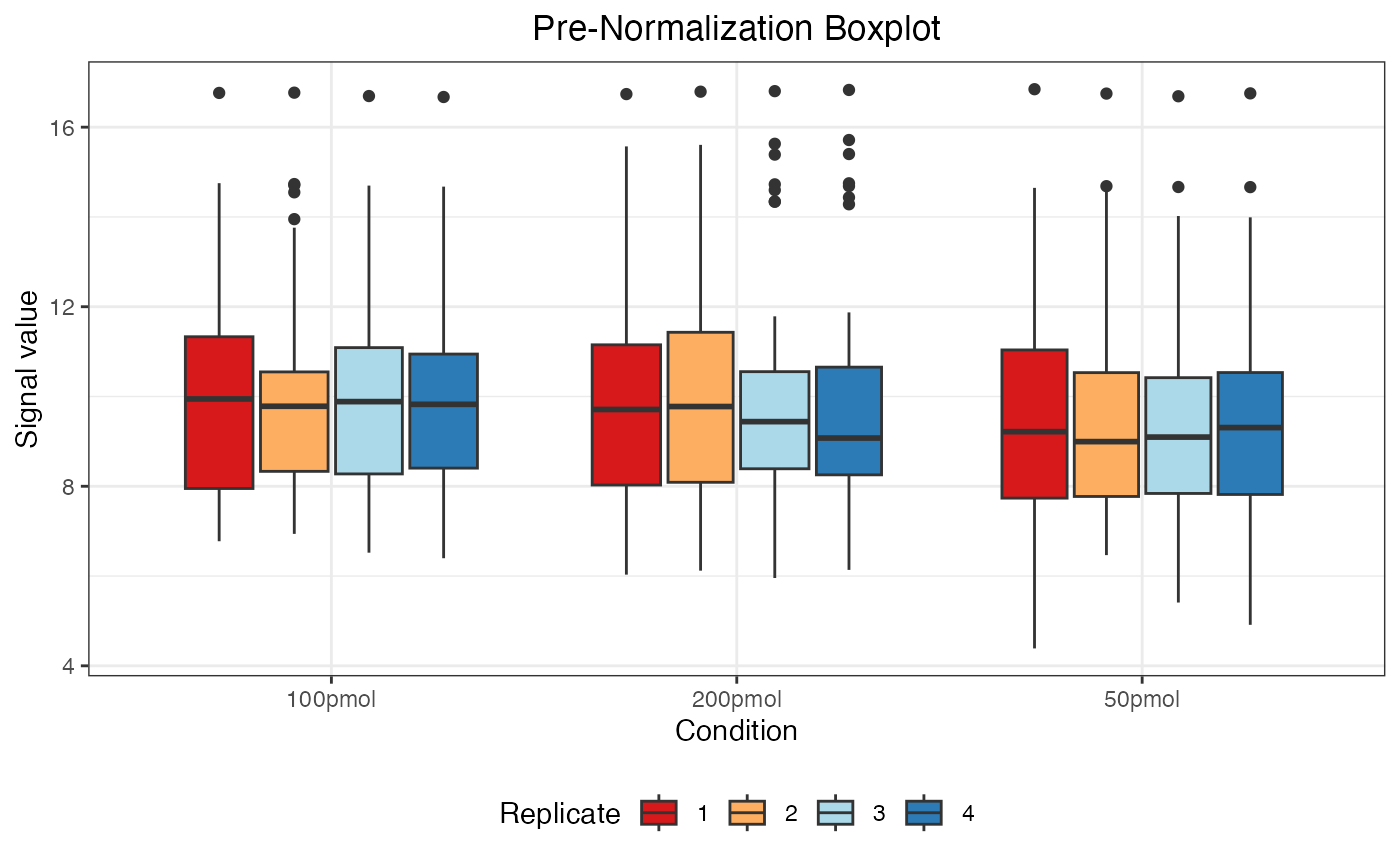 Pre-Normalization Boxplot
Signal value
16
12
8
4
100pmol 200pmol 50pmol
Condition
Replicate 1 2 3 4